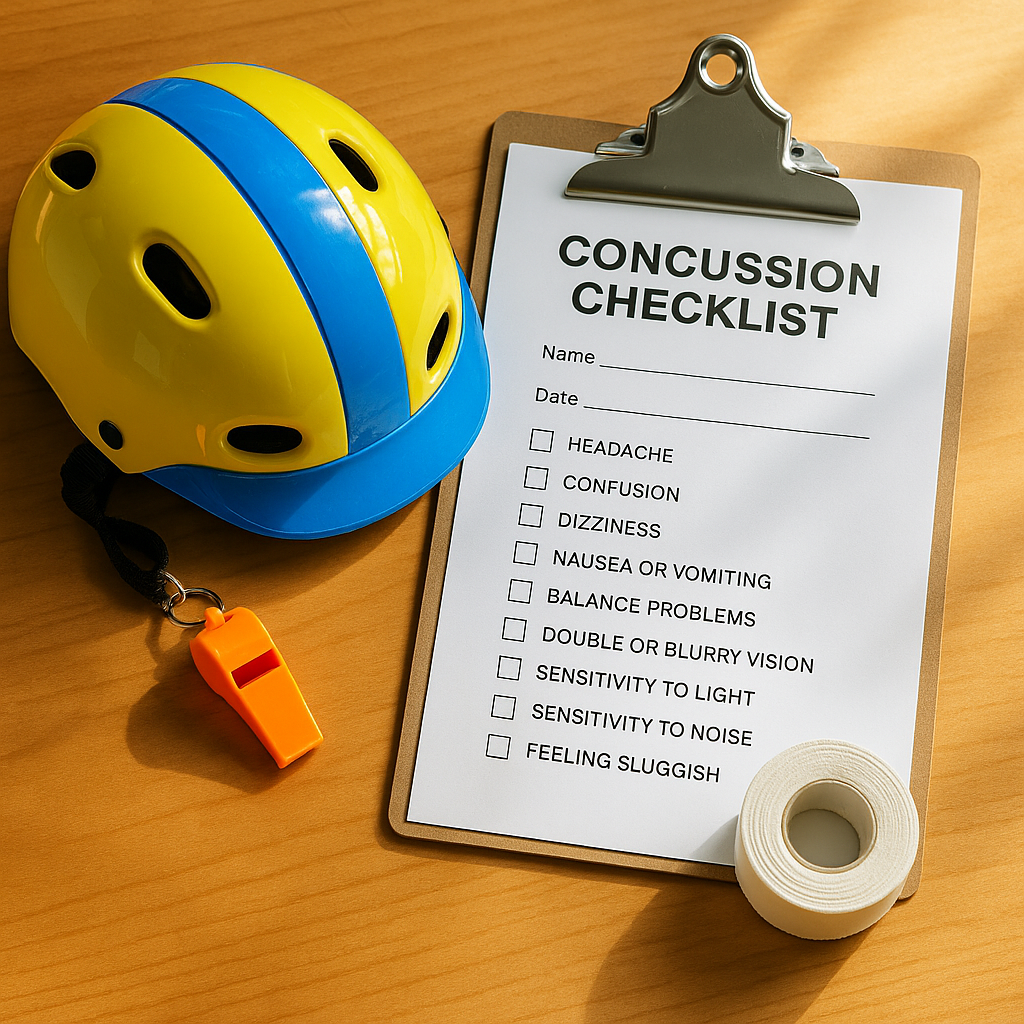 CONCUSSION
CHECKLIST
Name
Date
HEADACHE
CONFUSION
DIZZINESS
NAUSEA OR VOMITING
BALANCE PROBLEMS
DOUBLE OR BLURRY VISION
SENSITIVITY TO LIGHT
SENSITIVITY TO NOISE
FEELING SLUGGISH